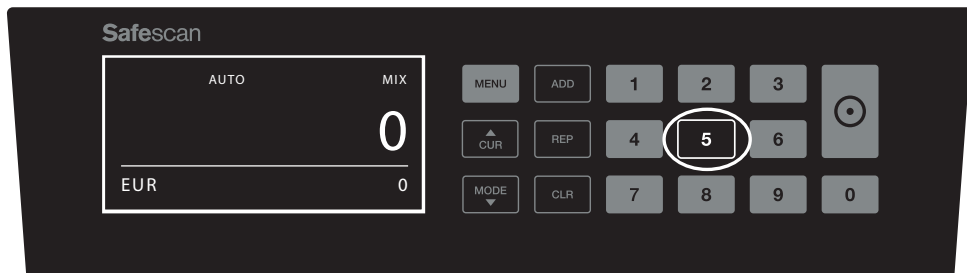 Safescan
AUTO MIX
0
EUR 0
MENU ADD 1 2 3
CUR REP 4 5 6
MODE CLR 7 8 9 0